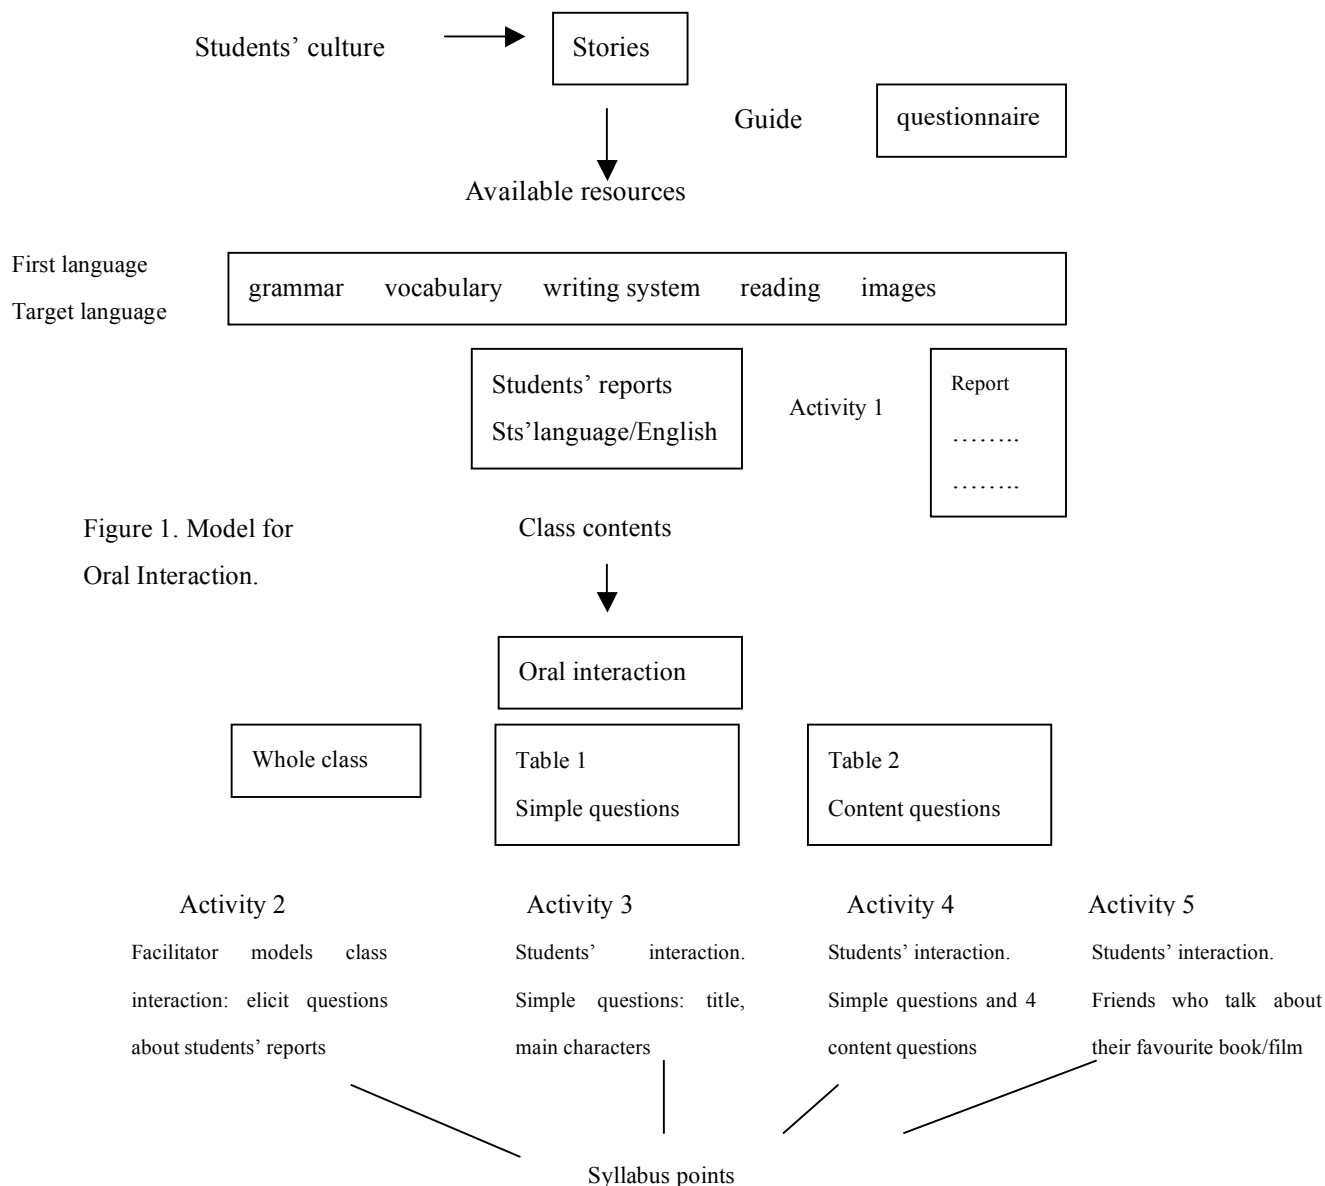 Students’ culture
Stories
Guide
questionnaire
Available resources
First language
Target language
grammar vocabulary writing system reading images
Students’ reports
Sts’language/English
Activity 1
Report
……..
……..
Figure 1. Model for
Oral Interaction.
Class contents
Oral interaction
Whole class
Table 1
Simple questions
Table 2
Content questions
Activity 2
Facilitator models class
interaction: elicit questions
about students’ reports
Activity 3
Students’ interaction.
Simple questions: title,
main characters
Activity 4
Students’ interaction.
Simple questions and 4
content questions
Activity 5
Students’ interaction.
Friends who talk about
their favourite book/film
Syllabus points